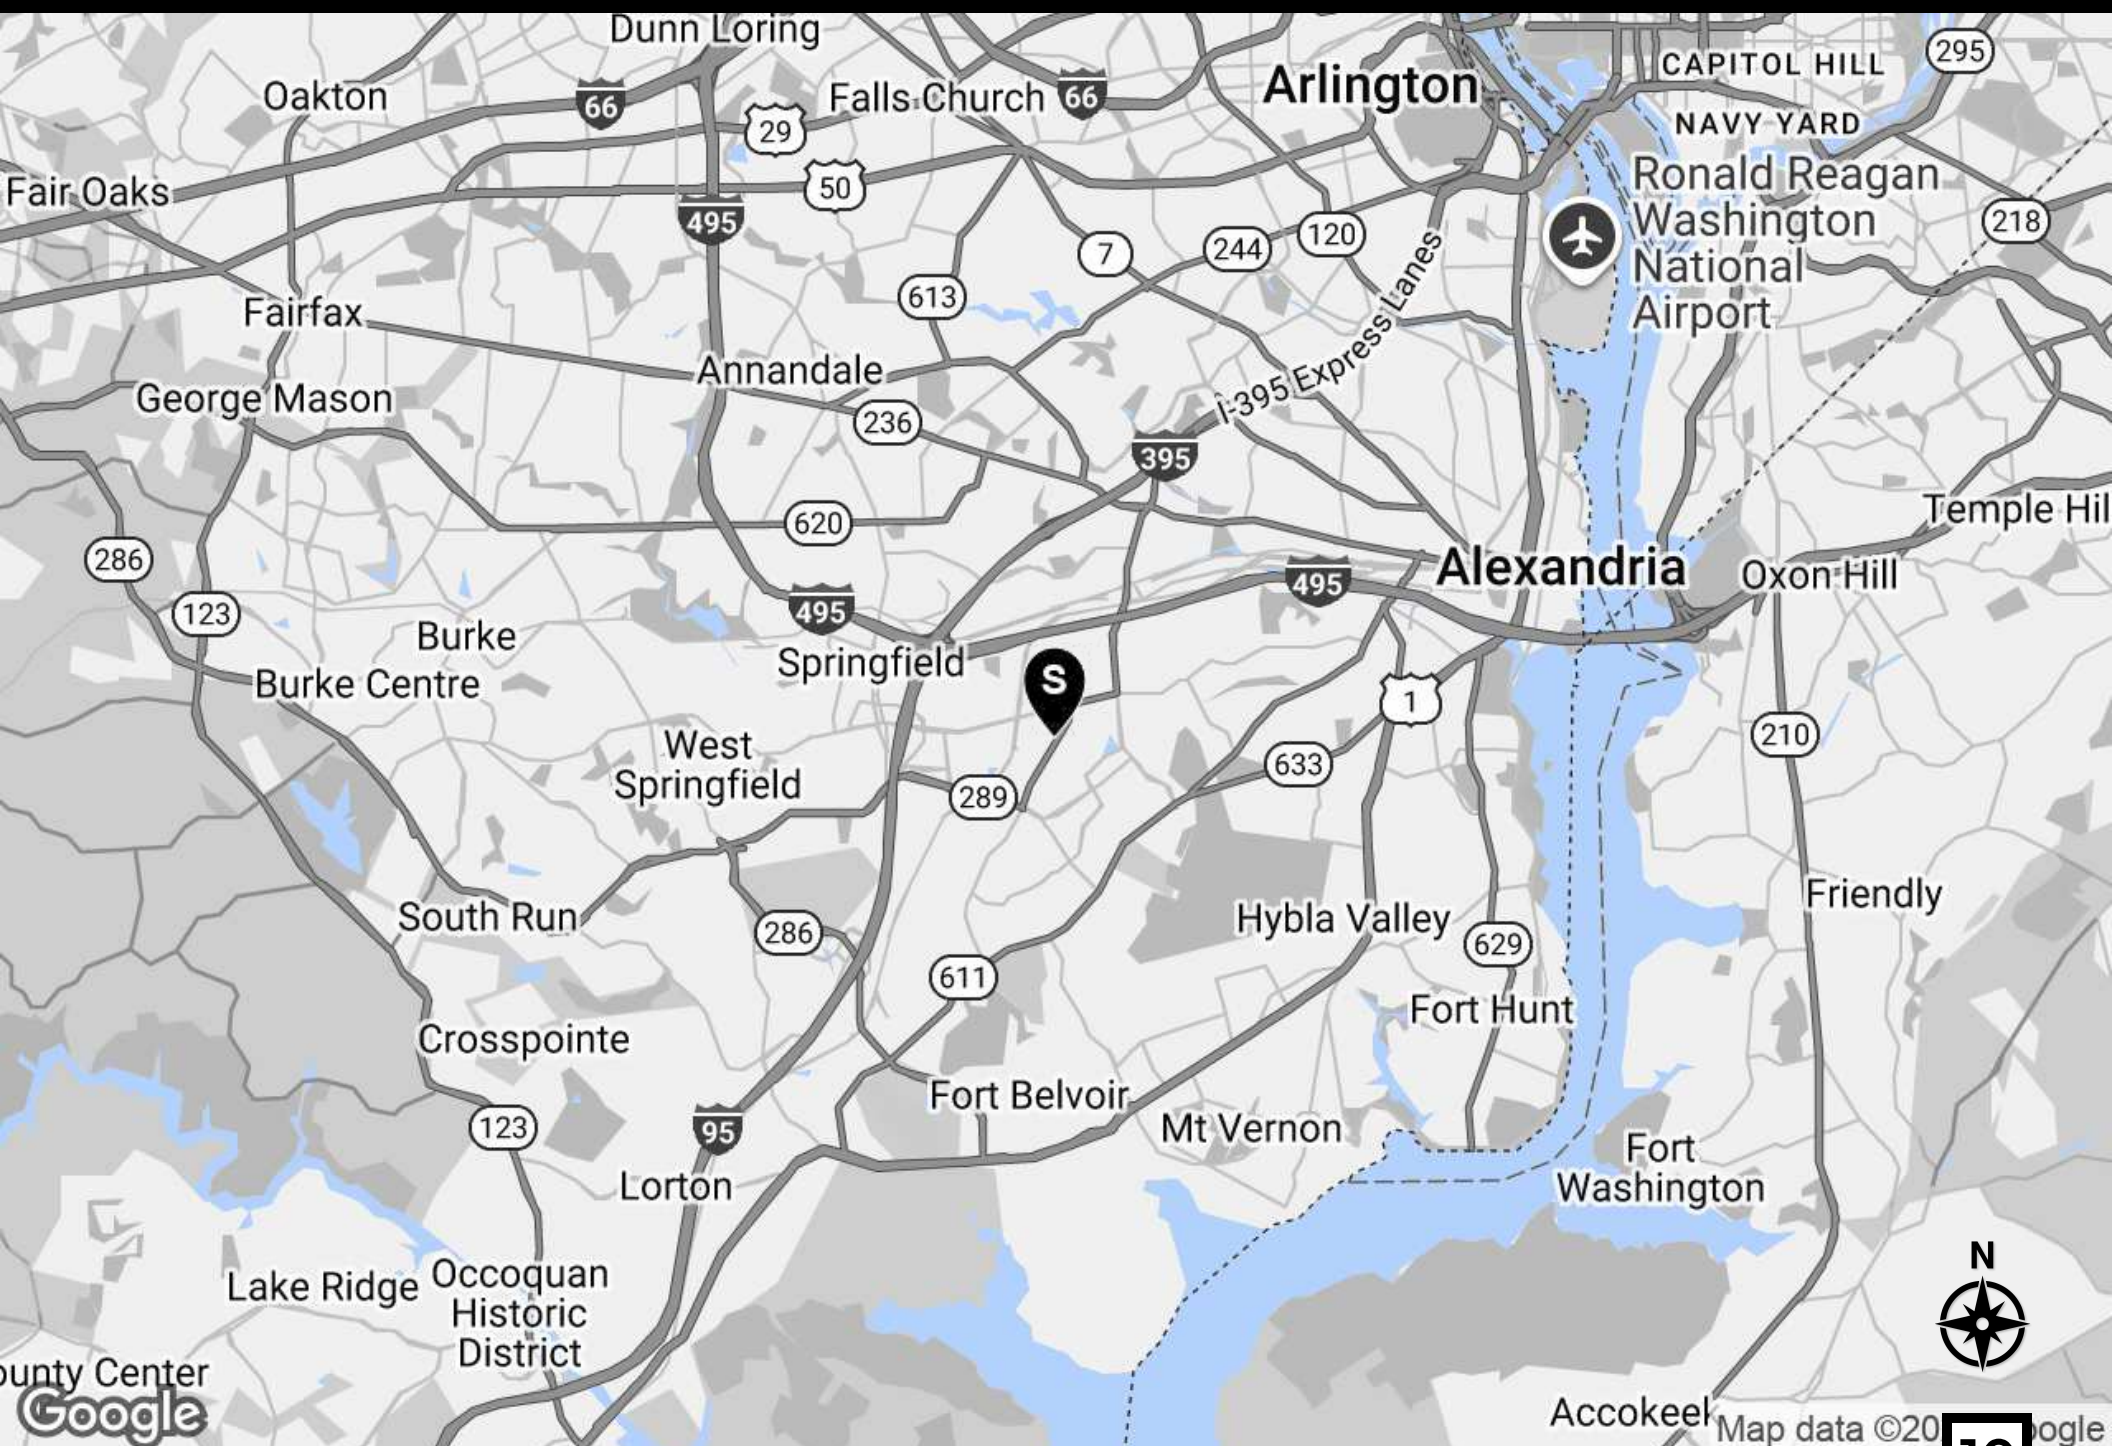 Dunn Loring
CAPITOL HILL
295
Oakton
66
Falls Church
66
Arlington
29
NAVY YARD
50
Fair Oaks
495
Ronald Reagan
Washington
National
Airport
218
7
244
120
613
Fairfax
I-395 Express Lanes
Annandale
George Mason
236
395
620
Temple Hil
286
Alexandria
Oxon Hill
495
495
123
Burke
Springfield
Burke Centre
S
1
210
West
Springfield
633
289
Friendly
South Run
286
Hybla Valley
629
611
Fort Hunt
Crosspointe
Fort Belvoir
123
95
Mt Vernon
Fort
Washington
Lorton
N
Lake Ridge
Occoquan
Historic
District
ounty Center
Google
Accokeek
Map data ©20
oogle